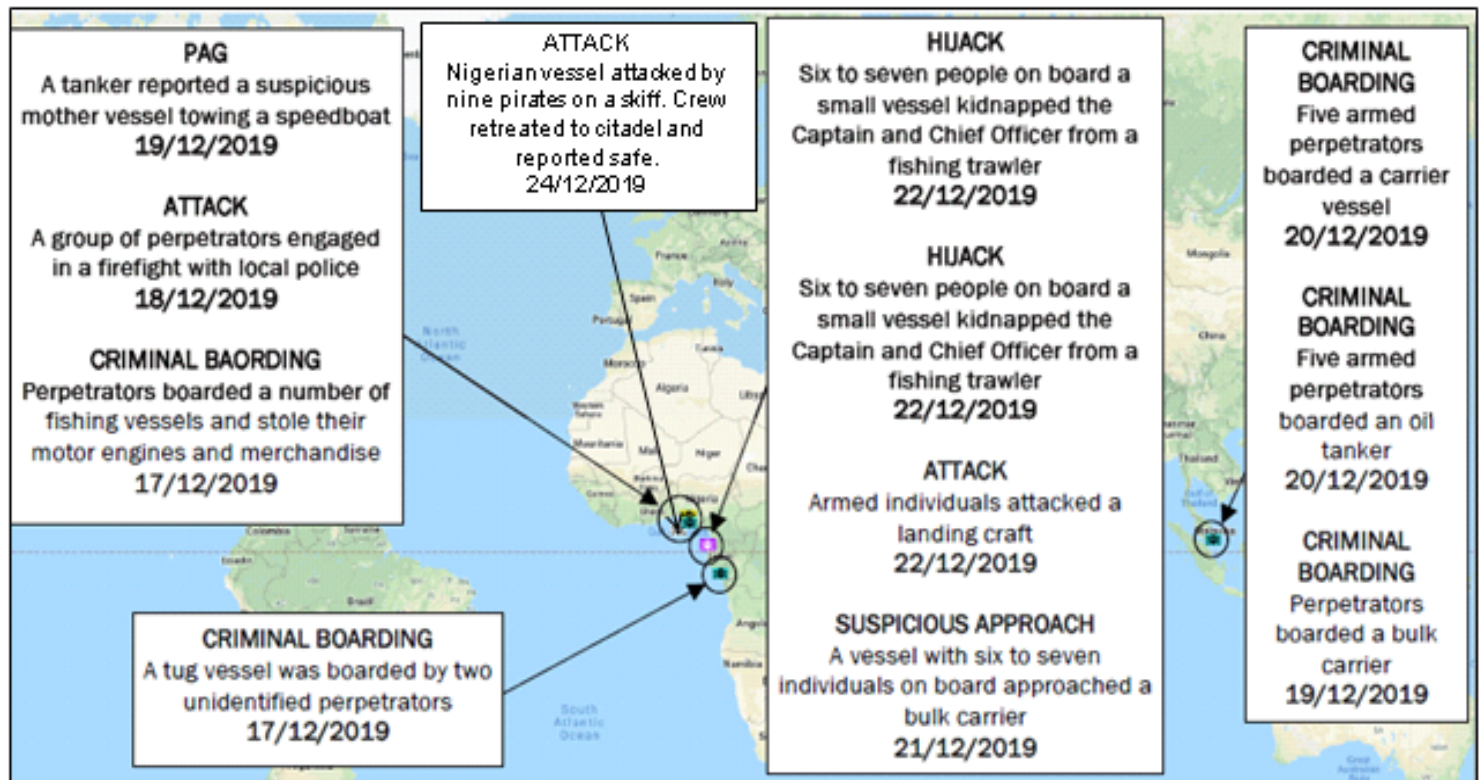 PAG
A tanker reported a suspicious
mother vessel towing a speedboat
19/12/2019
ATTACK
A group of perpetrators engaged
in a firefight with local police
18/12/2019
CRIMINAL BAORDING
Perpetrators boarded a number of
fishing vessels and stole their
motor engines and merchandise
17/12/2019
ATTACK
Nigerian vessel attacked by
nine pirates on a skiff. Crew
retreated to citadel and
reported safe.
24/12/2019
HIJACK
Six to seven people on board a
small vessel kidnapped the
Captain and Chief Officer from a
fishing trawler
22/12/2019
HIJACK
Six to seven people on board a
small vessel kidnapped the
Captain and Chief Officer from a
fishing trawler
22/12/2019
ATTACK
Armed individuals attacked a
landing craft
22/12/2019
SUSPICIOUS APPROACH
A vessel with six to seven
individuals on board approached a
bulk carrier
21/12/2019
CRIMINAL
BOARDING
Five armed
perpetrators
boarded a carrier
vessel
20/12/2019
CRIMINAL
BOARDING
Five armed
perpetrators
boarded an oil
tanker
20/12/2019
CRIMINAL
BOARDING
Perpetrators
boarded a bulk
carrier
19/12/2019
CRIMINAL BOARDING
A tug vessel was boarded by two
unidentified perpetrators
17/12/2019
North
Atlantic
Ocean
South
Atlantic
Ocean
France
Spain
Portugal
Italy
Morocco
Tunisia
Algeria
Mauritania
Mali
Niger
Nigeria
Namibia
Colombia
Brazil
Mongolia
China
Thailand